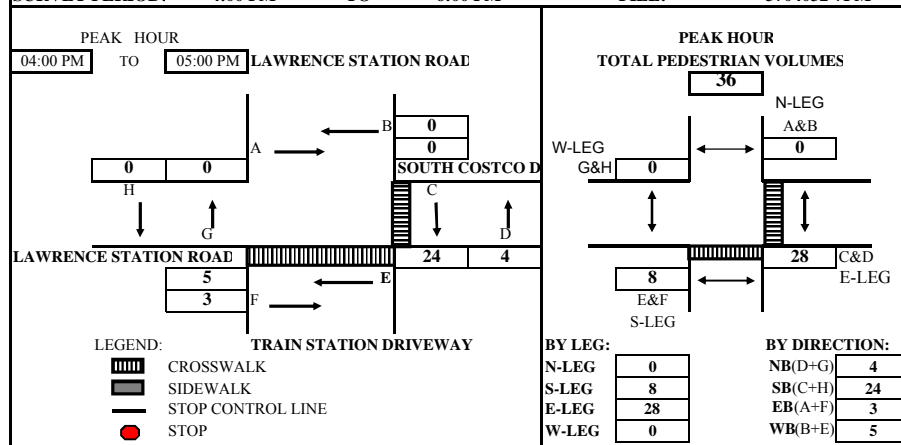 PEAK HOUR
04:00 PM TO 05:00 PM LAWRENCE STATION ROAD
B 0
A 0
0 0 SOUTH COSTCO D
H C
G D
LAWRENCE STATION ROAD 24 4
5 E
3 F
LEGEND: TRAIN STATION DRIVEWAY
CROSSWALK
SIDEWALK
STOP CONTROL LINE
STOP
PEAK HOUR
TOTAL PEDESTRIAN VOLUMES
36
N-LEG
A&B
W-LEG 0
G&H 0
28 C&D
8 E-LEG
E&F
S-LEG
BY LEG: BY DIRECTION:
N-LEG 0 NB(D+G) 4
S-LEG 8 SB(C+H) 24
E-LEG 28 EB(A+F) 3
W-LEG 0 WB(B+E) 5